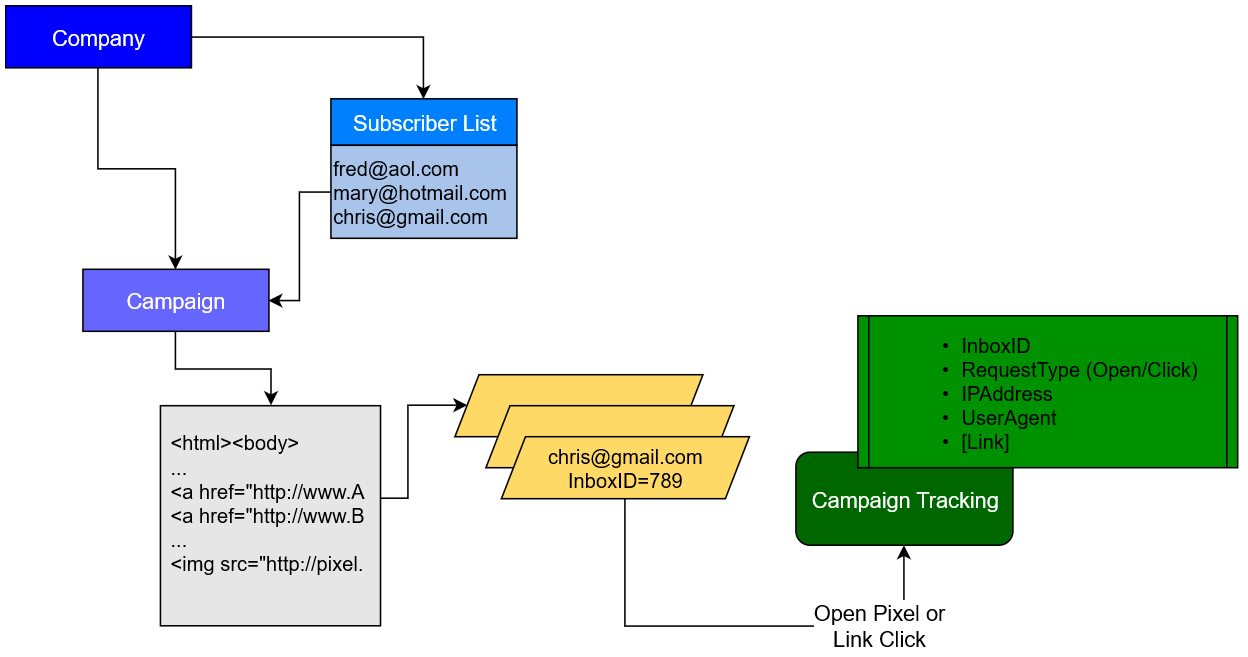 Company
Subscriber List
fred@aol.com
mary@hotmail.com
chris@gmail.com
Campaign
<html><body>
...
<a href="http://www.A
<a href="http://www.B
...
<img src="http://pixel.
chris@gmail.com
InboxID=789
• InboxID
• RequestType (Open/Click)
• IPAddress
• UserAgent
• [Link]
Campaign Tracking
Open Pixel or
Link Click